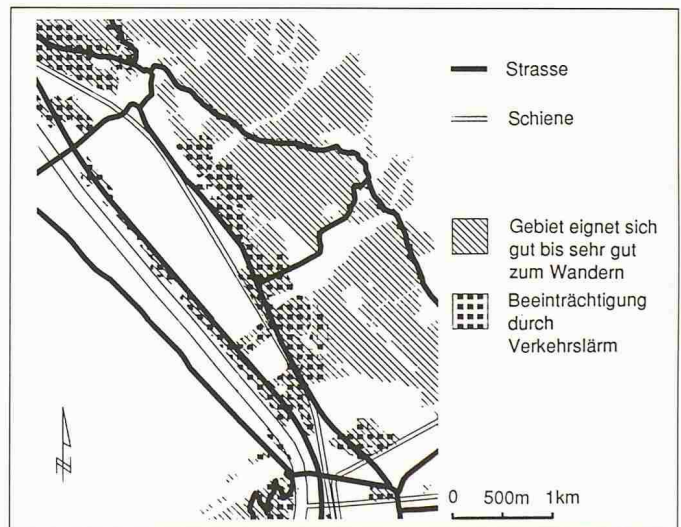 Strasse
Schiene
Gebiet eignet sich
gut bis sehr gut
zum Wandern
Beeinträchtigung
durch
Verkehrslärm
N
0 500m 1km